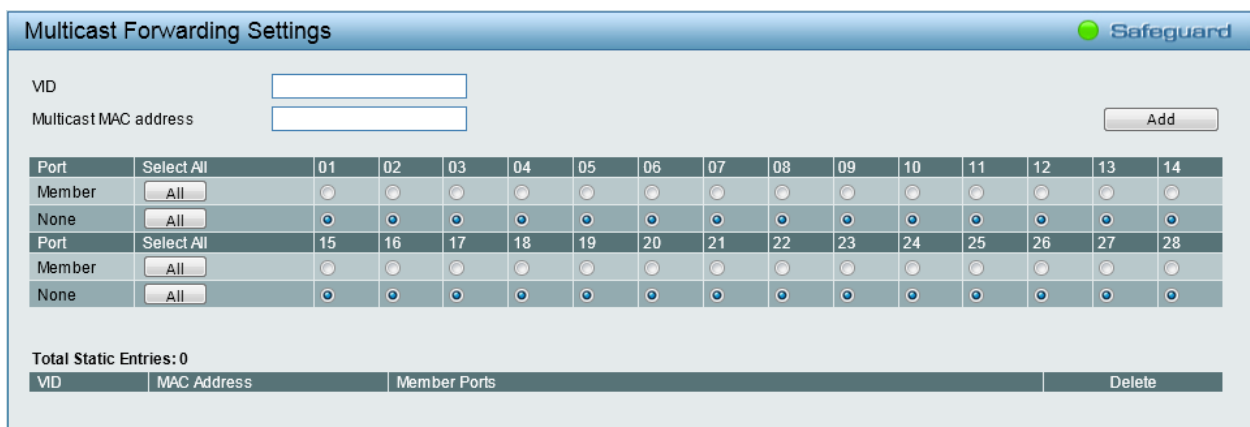 Multicast Forwarding Settings Safeguard
VID
Multicast MAC address Add
Port Select All 01 02 03 04 05 06 07 08 09 10 11 12 13 14
Member All
None All
Port Select All 15 16 17 18 19 20 21 22 23 24 25 26 27 28
Member All
None All
Total Static Entries: 0
VID MAC Address Member Ports Delete